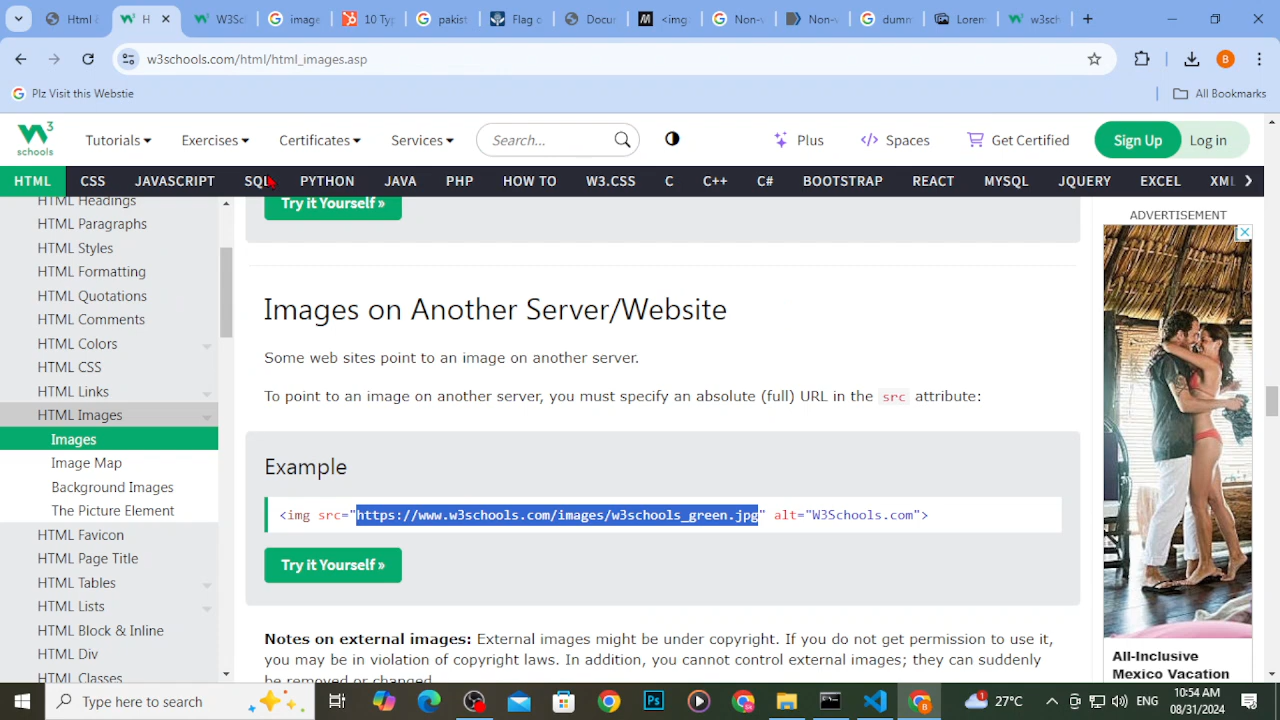 Html
H
W3Sc
image
10 Typ
pakist
Flag o
Docur
<img
Non-
Non-
dumn
Lorem
w3sch
w3schools.com/html/html_images.asp
Plz Visit this Webstie
All Bookmarks
B
W3 schools
Tutorials
Exercises
Certificates
Services
Search...
Plus
Spaces
Get Certified
Sign Up
Log in
HTML CSS JAVASCRIPT SQL PYTHON JAVA PHP HOW TO W3.CSS C C++ C# BOOTSTRAP REACT MYSQL JQUERY EXCEL XML
HTML Headings
HTML Paragraphs
HTML Styles
HTML Formatting
HTML Quotations
HTML Comments
HTML Colors
HTML CSS
HTML Links
HTML Images
Images
Image Map
Background Images
The Picture Element
HTML Favicon
HTML Page Title
HTML Tables
HTML Lists
HTML Block & Inline
HTML Div
HTML Classes
Try it Yourself »
Images on Another Server/Website
Some web sites point to an image on another server.
To point to an image on another server, you must specify an absolute (full) URL in the src attribute:
Example
<img src="https://www.w3schools.com/images/w3schools_green.jpg" alt="W3Schools.com">
Try it Yourself »
Notes on external images: External images might be under copyright. If you do not get permission to use it,
you may be in violation of copyright laws. In addition, you cannot control external images; they can suddenly
be removed or changed.
ADVERTISEMENT
All-Inclusive
Mexico Vacation
Type here to search
Ps
1
27°C
ENG
10:54 AM
08/31/2024